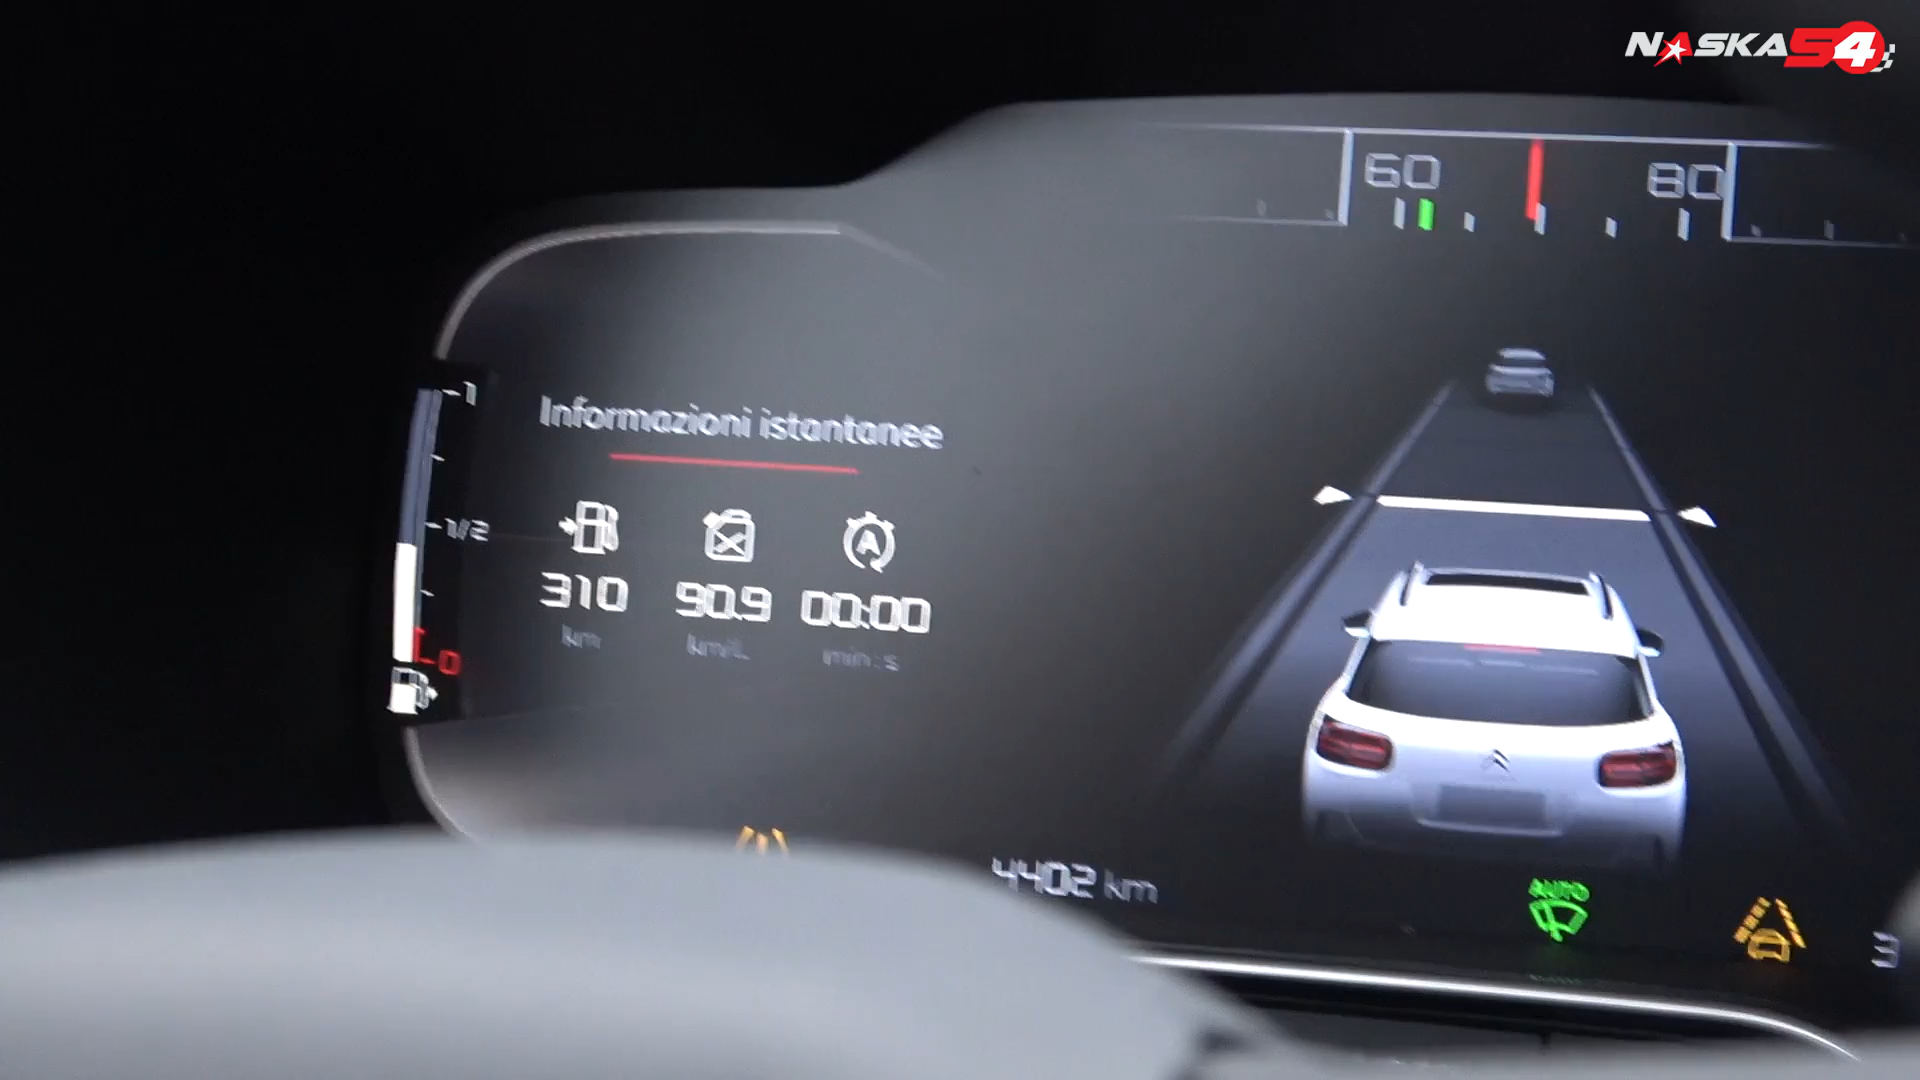 NASKA54
60 80
1
Informazioni istantanee
1/2
310 90.9 00:00
km km/L min:s
0
4402 km
AUTO
3